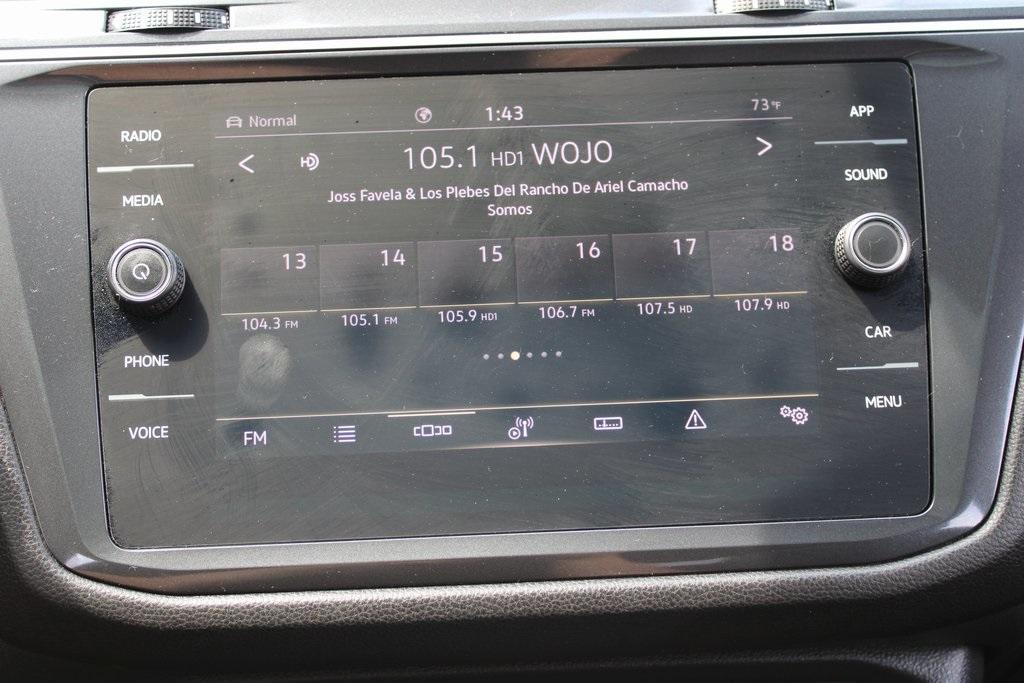 RADIO
MEDIA
PHONE
VOICE
Normal 1:43 73°F
< HD 105.1 HD1 WOJO >
Joss Favela & Los Plebes Del Rancho De Ariel Camacho
Somos
13 14 15 16 17 18
104.3 FM 105.1 FM 105.9 HD1 106.7 FM 107.5 HD 107.9 HD
FM
APP
SOUND
CAR
MENU